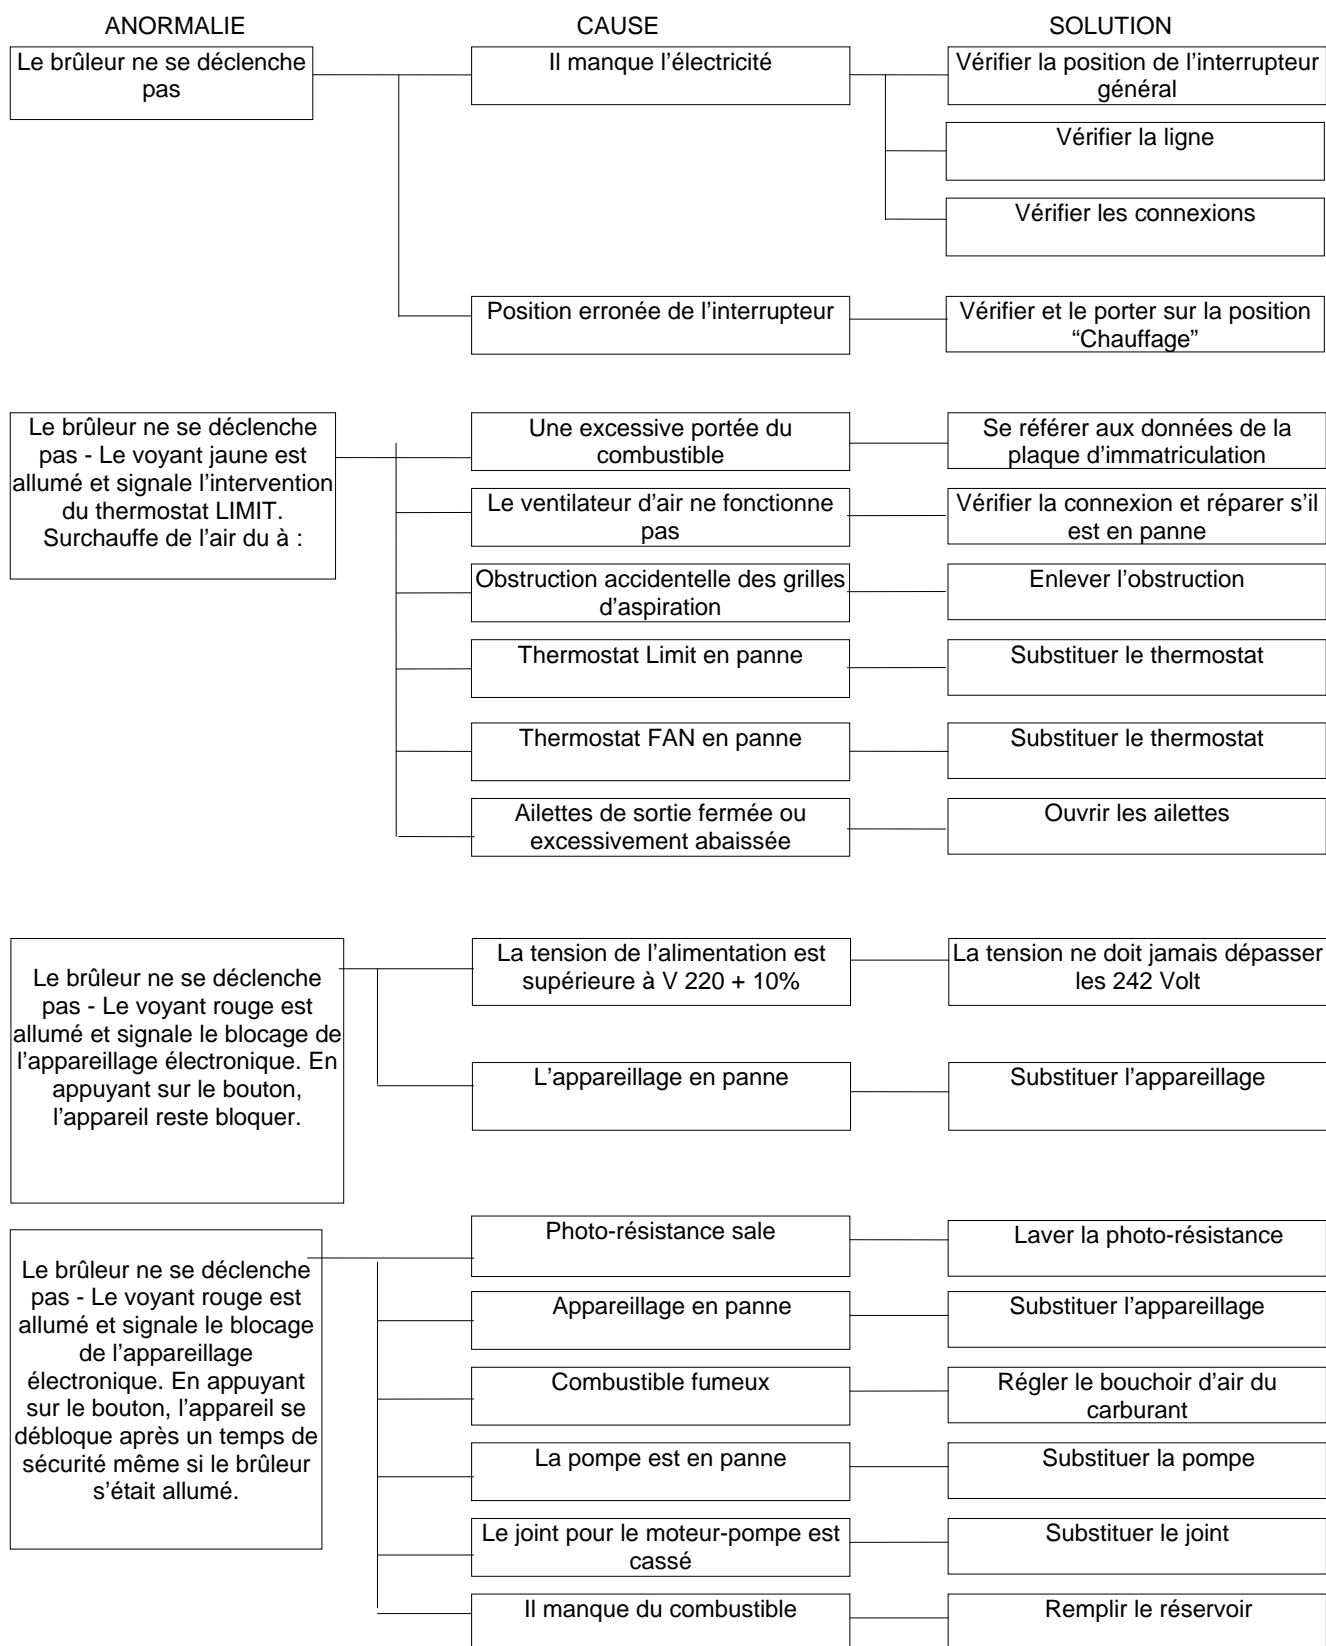 ANORMALIE
CAUSE
SOLUTION
Le brûleur ne se déclenche
pas
Il manque l’électricité
Vérifier la position de l’interrupteur
général
Vérifier la ligne
Vérifier les connexions
Position erronée de l’interrupteur
Vérifier et le porter sur la position
“Chauffage”
Le brûleur ne se déclenche
pas - Le voyant jaune est
allumé et signale l’intervention
du thermostat LIMIT.
Surchauffe de l’air du à :
Une excessive portée du
combustible
Se référer aux données de la
plaque d’immatriculation
Le ventilateur d’air ne fonctionne
pas
Vérifier la connexion et réparer s’il
est en panne
Obstruction accidentelle des grilles
d’aspiration
Enlever l’obstruction
Thermostat Limit en panne
Substituer le thermostat
Thermostat FAN en panne
Substituer le thermostat
Ailettes de sortie fermée ou
excessivement abaissée
Ouvrir les ailettes
Le brûleur ne se déclenche
pas - Le voyant rouge est
allumé et signale le blocage de
l’appareillage électronique. En
appuyant sur le bouton,
l’appareil reste bloquer.
La tension de l’alimentation est
supérieure à V 220 + 10%
La tension ne doit jamais dépasser
les 242 Volt
L’appareillage en panne
Substituer l’appareillage
Le brûleur ne se déclenche
pas - Le voyant rouge est
allumé et signale le blocage
de l’appareillage
électronique. En appuyant
sur le bouton, l’appareil se
débloque après un temps de
sécurité même si le brûleur
s’était allumé.
Photo-résistance sale
Laver la photo-résistance
Appareillage en panne
Substituer l’appareillage
Combustible fumeux
Régler le bouchoir d’air du
carburant
La pompe est en panne
Substituer la pompe
Le joint pour le moteur-pompe est
cassé
Substituer le joint
Il manque du combustible
Remplir le réservoir